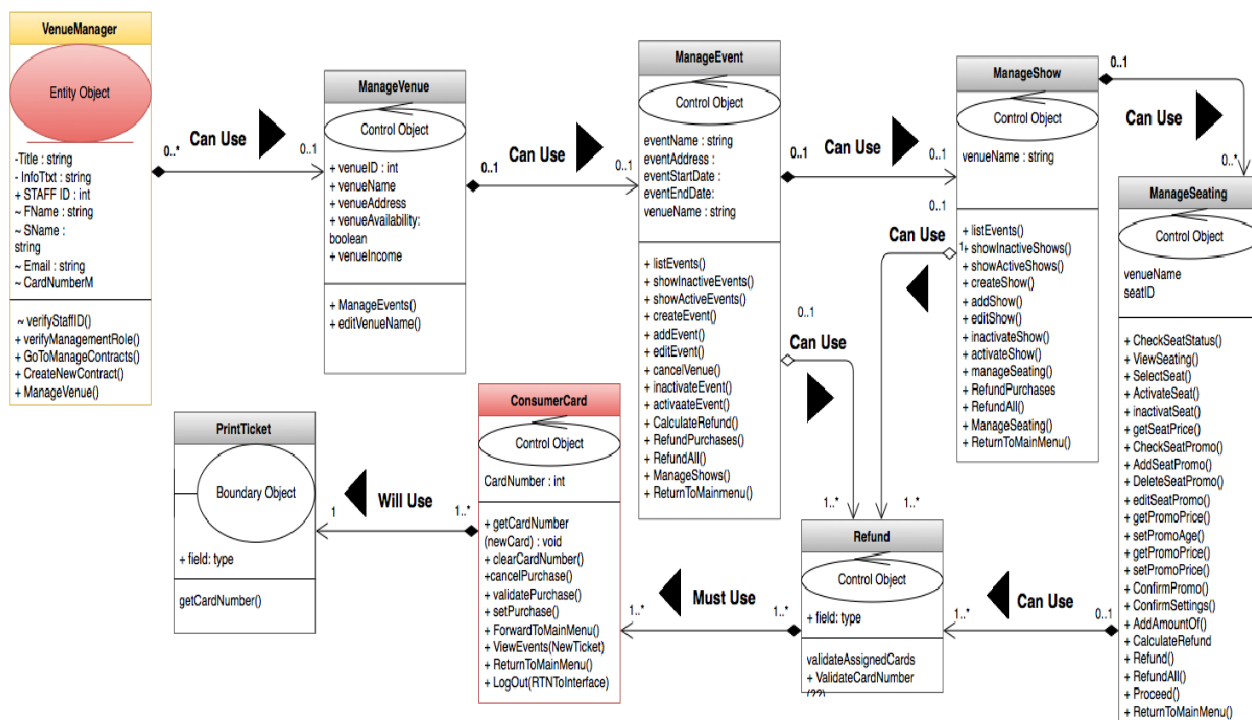 VenueManager
Entity Object
-Title : string
- InfoTtxt : string
+ STAFF ID : int
~ FName : string
~ SName :
string
~ Email : string
~ CardNumberM
~ verifyStaffID()
+ verifyManagementRole()
+ GoToManageContracts()
+ CreateNewContract()
+ ManageVenue()
0..*
Can Use
0..1
ManageVenue
Control Object
+ venueID : int
+ venueName
+ venueAddress
+ venueAvailability:
boolean
+ venueIncome
+ ManageEvents()
+ editVenueName()
0..1
Can Use
0..1
ManageEvent
Control Object
eventName : string
eventAddress :
eventStartDate :
eventEndDate:
venueName : string
+ listEvents()
+ showInactiveEvents()
+ showActiveEvents()
+ createEvent()
+ addEvent()
+ editEvent()
+ cancelVenue()
+ inactivateEvent()
+ activaateEvent()
+ CalculateRefund()
+ RefundPurchases()
+ RefundAll()
+ ManageShows()
+ ReturnToMainmenu()
0..1
Can Use
0..1
ManageShow
Control Object
venueName : string
+ listEvents()
+ showInactiveShows()
+ showActiveShows()
+ createShow()
+ addShow()
+ editShow()
+ inactivateShow()
+ activateShow()
+ manageSeating()
+ RefundPurchases
+ RefundAll()
+ ManageSeating()
+ ReturnToMainMenu()
0..1
Can Use
0..*
ManageSeating
Control Object
venueName
seatID
+ CheckSeatStatus()
+ ViewSeating()
+ SelectSeat()
+ ActivateSeat()
+ inactivatSeat()
+ getSeatPrice()
+ CheckSeatPromo()
+ AddSeatPromo()
+ DeleteSeatPromo()
+ editSeatPromo()
+ getPromoPrice()
+ setPromoAge()
+ getPromoPrice()
+ setPromoPrice()
+ ConfirmPromo()
+ ConfirmSettings()
+ AddAmountOf()
+ CalculateRefund
+ Refund()
+ RefundAll()
+ Proceed()
+ ReturnToMainMenu()
0..1
Can Use
1
1..*
0..1
Can Use
1..*
0..1
Can Use
1..*
Refund
Control Object
+ field: type
validateAssignedCards
+ ValidateCardNumber
1..*
Must Use
1..*
ConsumerCard
Control Object
CardNumber : int
+ getCardNumber
(newCard) : void
+ clearCardNumber()
+cancelPurchase()
+ validatePurchase()
+ setPurchase()
+ ForwardToMainMenu()
+ ViewEvents(NewTicket)
+ ReturnToMainMenu()
+ LogOut(RTNToInterface)
1..*
Will Use
1
PrintTicket
Boundary Object
+ field: type
getCardNumber()